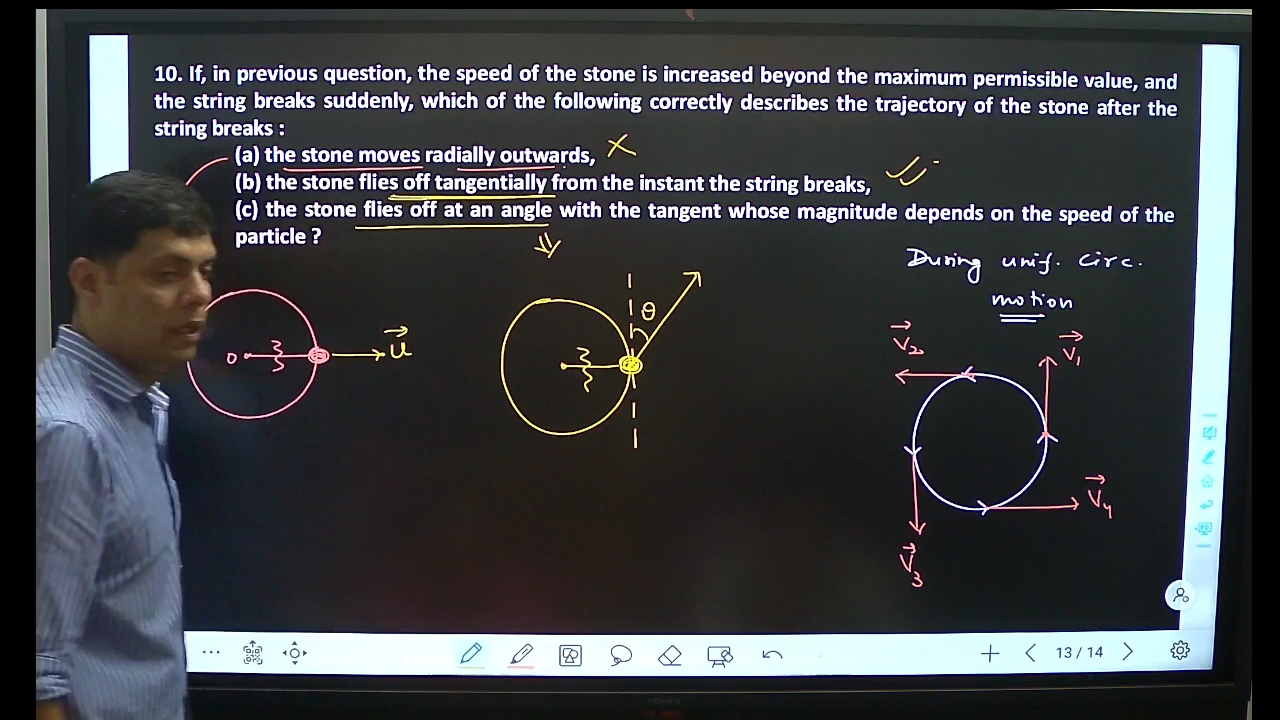 10. If, in previous question, the speed of the stone is increased beyond the maximum permissible value, and
the string breaks suddenly, which of the following correctly describes the trajectory of the stone after the
string breaks :
(a) the stone moves radially outwards,
(b) the stone flies off tangentially from the instant the string breaks,
(c) the stone flies off at an angle with the tangent whose magnitude depends on the speed of the
particle ?
During unif. circ.
motion
θ
O
u
V2
V1
V4
V3
13 / 14